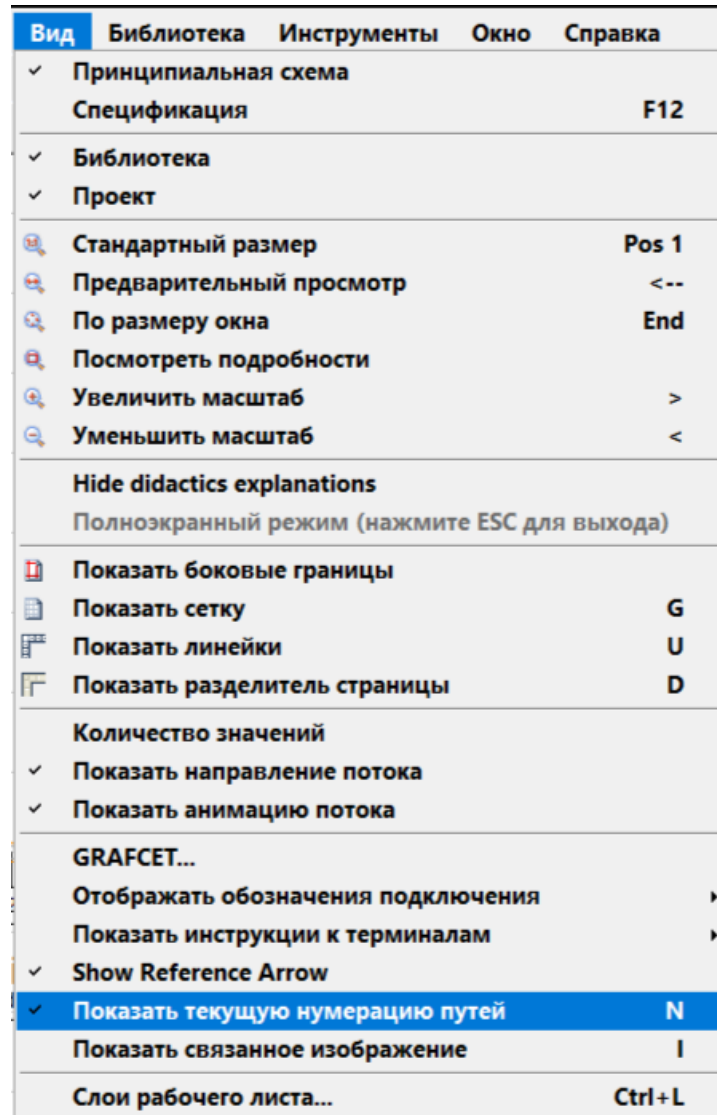 Вид Библиотека Инструменты Окно Справка
Принципиальная схема
Спецификация F12
Библиотека
Проект
Стандартный размер Pos 1
Предварительный просмотр <--
По размеру окна End
Посмотреть подробности
Увеличить масштаб >
Уменьшить масштаб <
Hide didactics explanations
Полноэкранный режим (нажмите ESC для выхода)
Показать боковые границы
Показать сетку G
Показать линейки U
Показать разделитель страницы D
Количество значений
Показать направление потока
Показать анимацию потока
GRAFCET...
Отображать обозначения подключения
Показать инструкции к терминалам
Show Reference Arrow
Показать текущую нумерацию путей N
Показать связанное изображение I
Слои рабочего листа... Ctrl+L